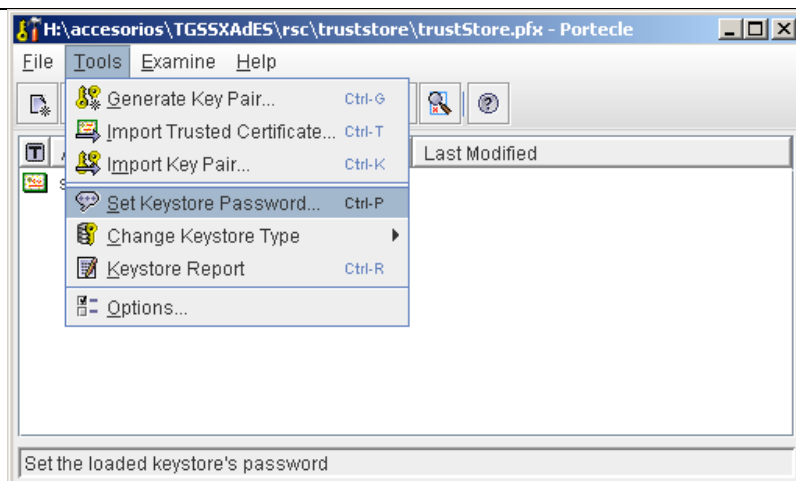 H:\accesorios\TGSSXAdES\rsc\truststore\trustStore.pfx - Portecle
File Tools Examine Help
Generate Key Pair... Ctrl-G
Import Trusted Certificate... Ctrl-T
T Last Modified
Import Key Pair... Ctrl-K
Set Keystore Password... Ctrl-P
Change Keystore Type
Keystore Report Ctrl-R
Options...
Set the loaded keystore's password